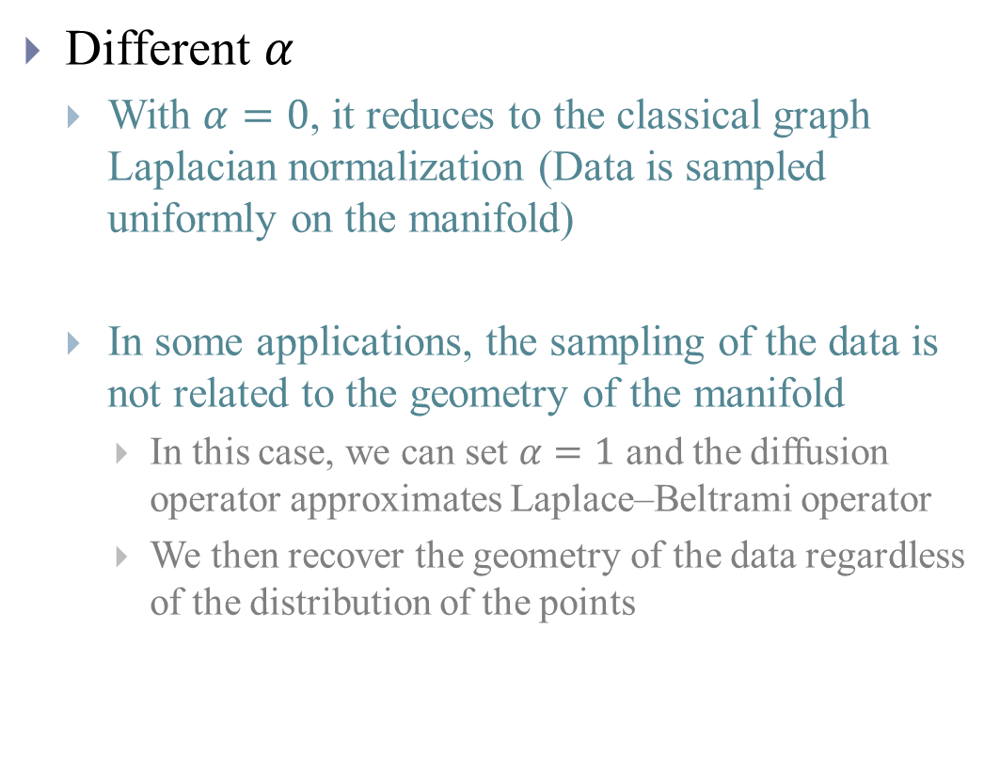 Different α
With α = 0, it reduces to the classical graph
Laplacian normalization (Data is sampled
uniformly on the manifold)
In some applications, the sampling of the data is
not related to the geometry of the manifold
In this case, we can set α = 1 and the diffusion
operator approximates Laplace–Beltrami operator
We then recover the geometry of the data regardless
of the distribution of the points